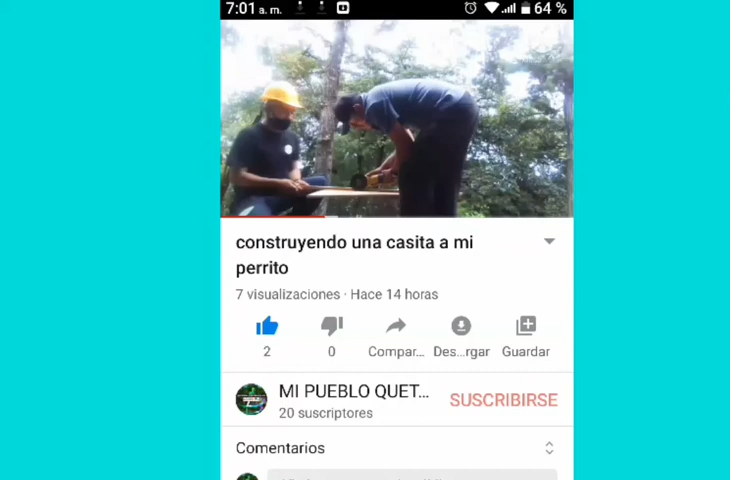 7:01 a. m.
64 %
construyendo una casita a mi
perrito
7 visualizaciones · Hace 14 horas
2
0
Compar...
Des...rgar
Guardar
MI PUEBLO QUET...
SUSCRIBIRSE
20 suscriptores
Comentarios